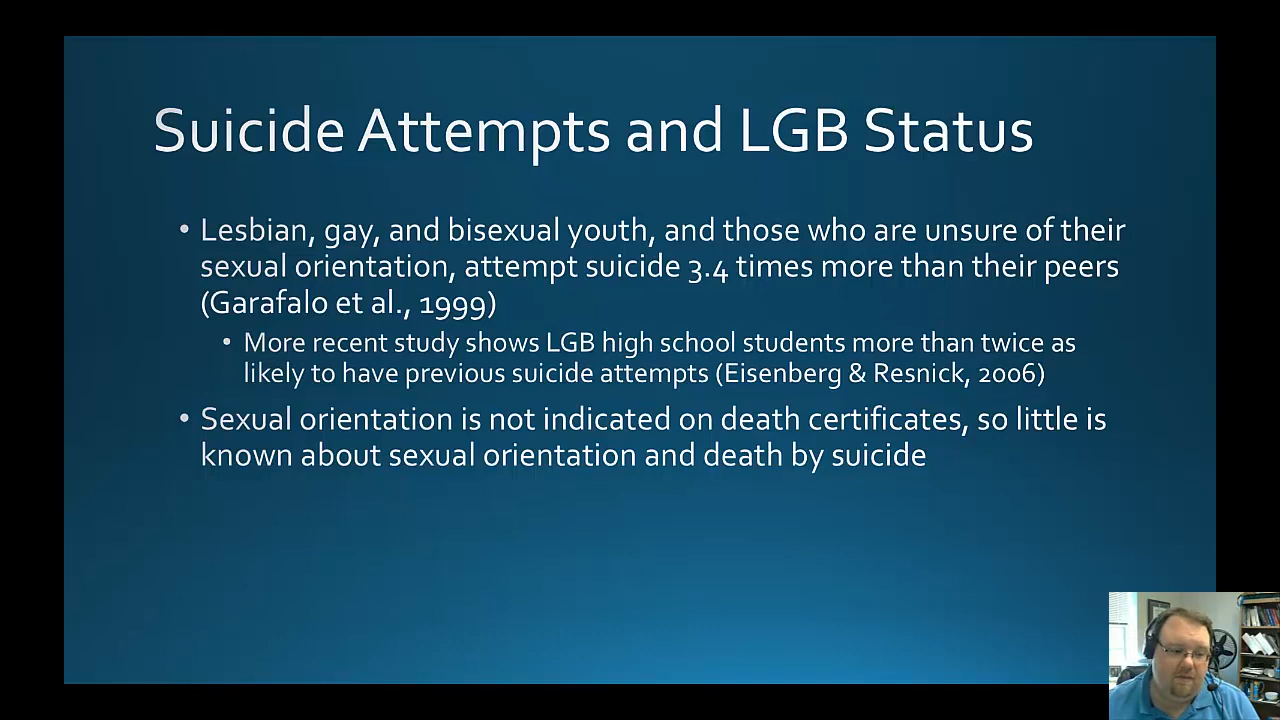 Suicide Attempts and LGB Status
• Lesbian, gay, and bisexual youth, and those who are unsure of their
sexual orientation, attempt suicide 3.4 times more than their peers
(Garafalo et al., 1999)
• More recent study shows LGB high school students more than twice as
likely to have previous suicide attempts (Eisenberg & Resnick, 2006)
• Sexual orientation is not indicated on death certificates, so little is
known about sexual orientation and death by suicide